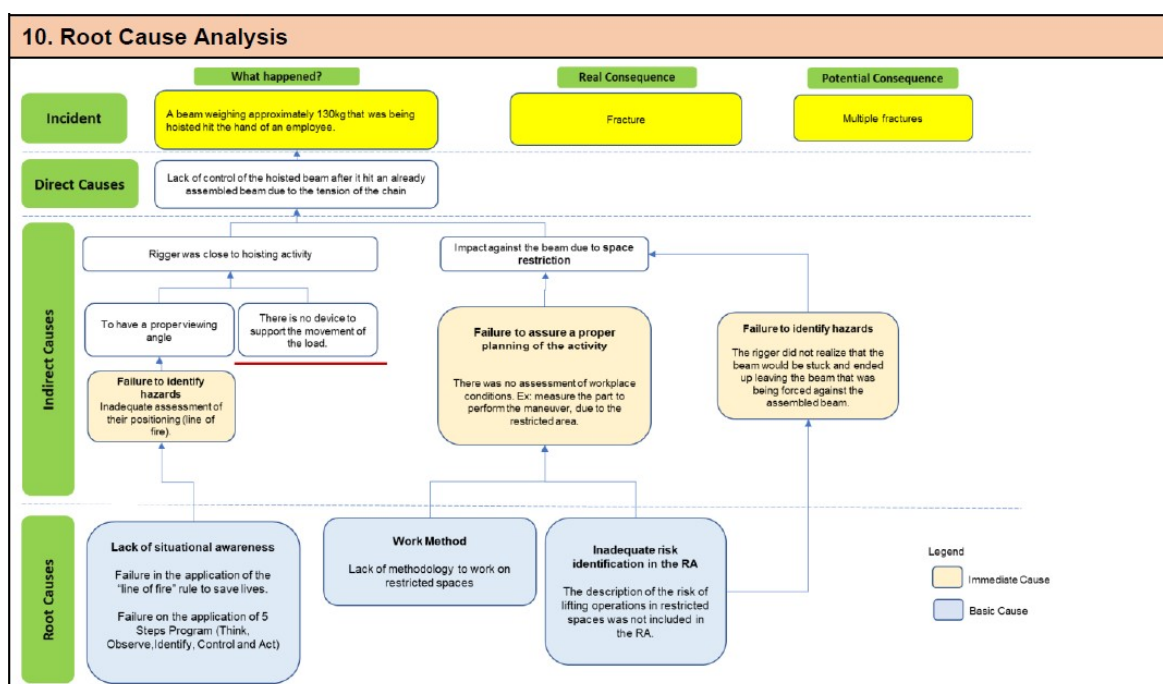 10. Root Cause Analysis
What happened?
Real Consequence
Potential Consequence
Incident
A beam weighing approximately 130kg that was being
hoisted hit the hand of an employee.
Fracture
Multiple fractures
Direct Causes
Lack of control of the hoisted beam after it hit an already
assembled beam due to the tension of the chain
Indirect Causes
Rigger was close to hoisting activity
Impact against the beam due to space
restriction
To have a proper viewing
angle
There is no device to
support the movement of
the load.
Failure to identify
hazards
Inadequate assessment of
their positioning (line of
fire).
Failure to assure a proper
planning of the activity
There was no assessment of workplace
conditions. Ex: measure the part to
perform the maneuver, due to the
restricted area.
Failure to identify hazards
The rigger did not realize that the
beam would be stuck and ended
up leaving the beam that was
being forced against the
assembled beam.
Root Causes
Lack of situational awareness
Failure in the application of the
"line of fire" rule to save lives.
Failure on the application of 5
Steps Program (Think,
Observe,Identify, Control and Act)
Work Method
Lack of methodology to work on
restricted spaces
Inadequate risk
identification in the RA
The description of the risk of
lifting operations in restricted
spaces was not included in
the RA.
Legend
Immediate Cause
Basic Cause